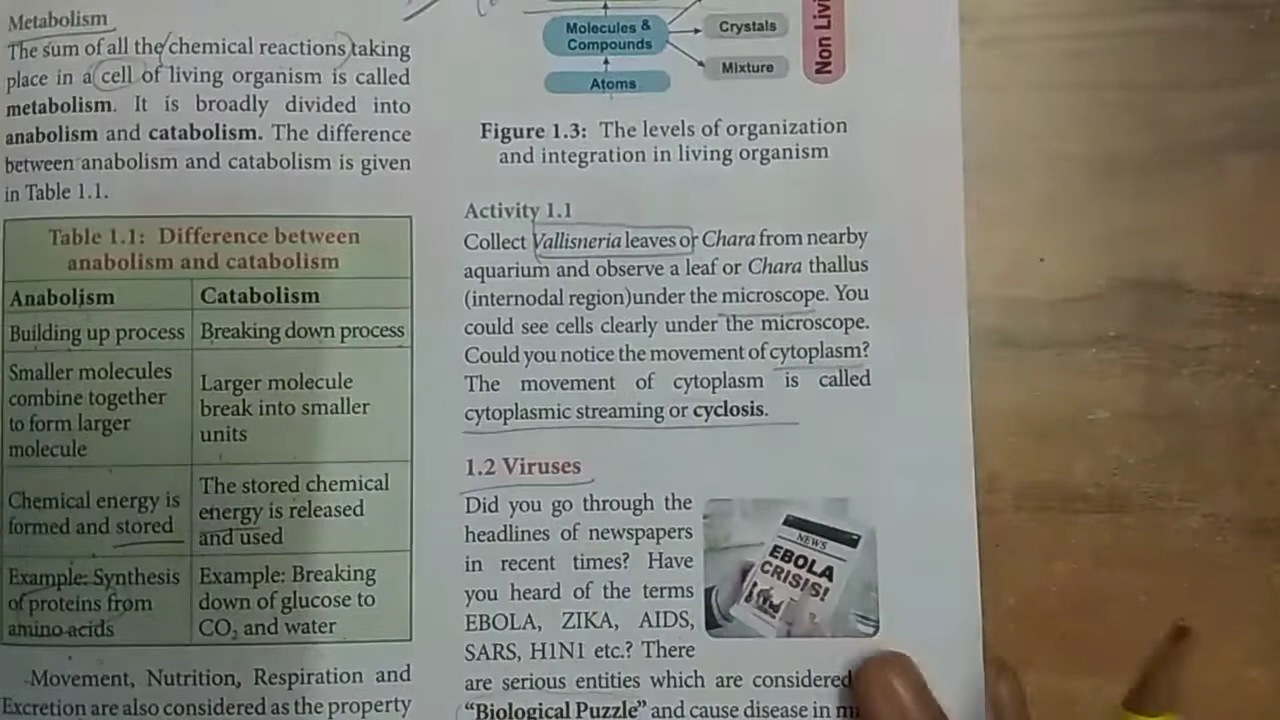 Metabolism
The sum of all the chemical reactions taking
place in a cell of living organism is called
metabolism. It is broadly divided into
anabolism and catabolism. The difference
between anabolism and catabolism is given
in Table 1.1.
Table 1.1: Difference between
anabolism and catabolism
Anabolism
Catabolism
Building up process
Breaking down process
Smaller molecules
combine together
to form larger
molecule
Larger molecule
break into smaller
units
Chemical energy is
formed and stored
The stored chemical
energy is released
and used
Example: Synthesis
of proteins from
amino acids
Example: Breaking
down of glucose to
CO₂ and water
Movement, Nutrition, Respiration and
Excretion are also considered as the property
Molecules &
Compounds
Crystals
Mixture
Atoms
Non Livi
Figure 1.3: The levels of organization
and integration in living organism
Activity 1.1
Collect Vallisneria leaves or Chara from nearby
aquarium and observe a leaf or Chara thallus
(internodal region)under the microscope. You
could see cells clearly under the microscope.
Could you notice the movement of cytoplasm?
The movement of cytoplasm is called
cytoplasmic streaming or cyclosis.
1.2 Viruses
Did you go through the
headlines of newspapers
in recent times? Have
you heard of the terms
EBOLA, ZIKA, AIDS,
SARS, H1N1 etc.? There
are serious entities which are considered
"Biological Puzzle" and cause disease in
NEWS
EBOLA
CRISIS!